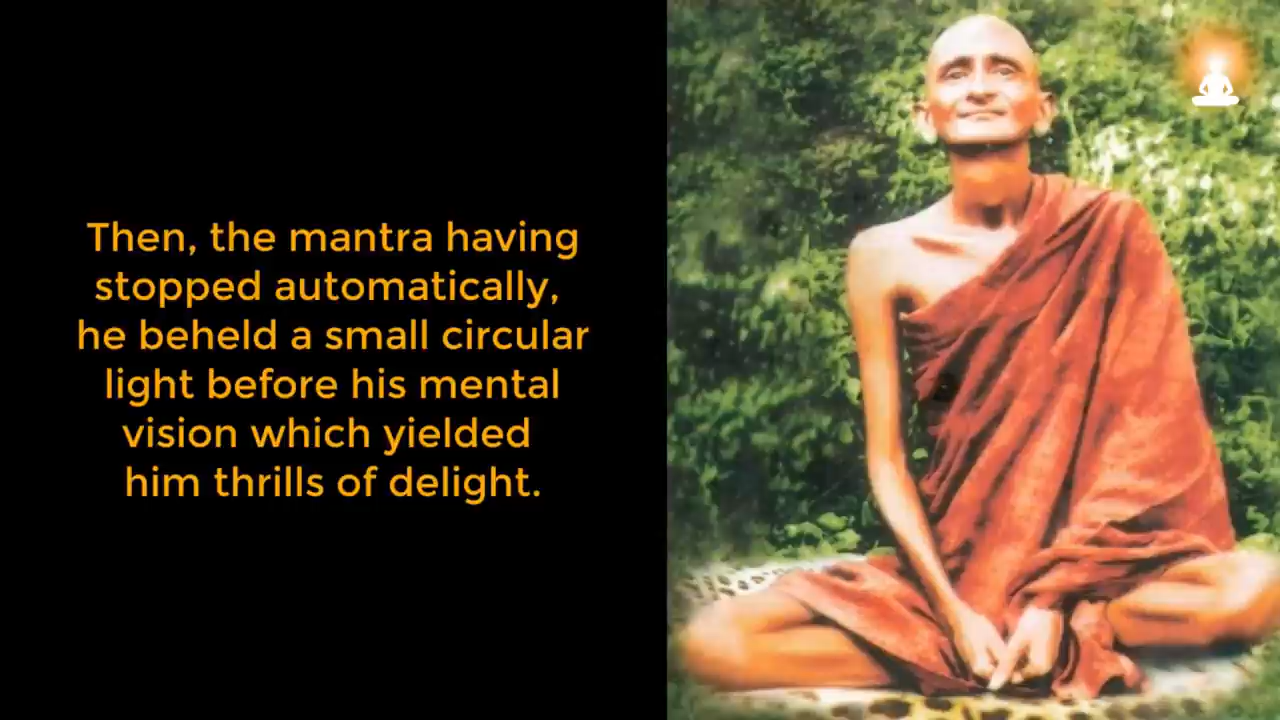 Then, the mantra having
stopped automatically,
he beheld a small circular
light before his mental
vision which yielded
him thrills of delight.